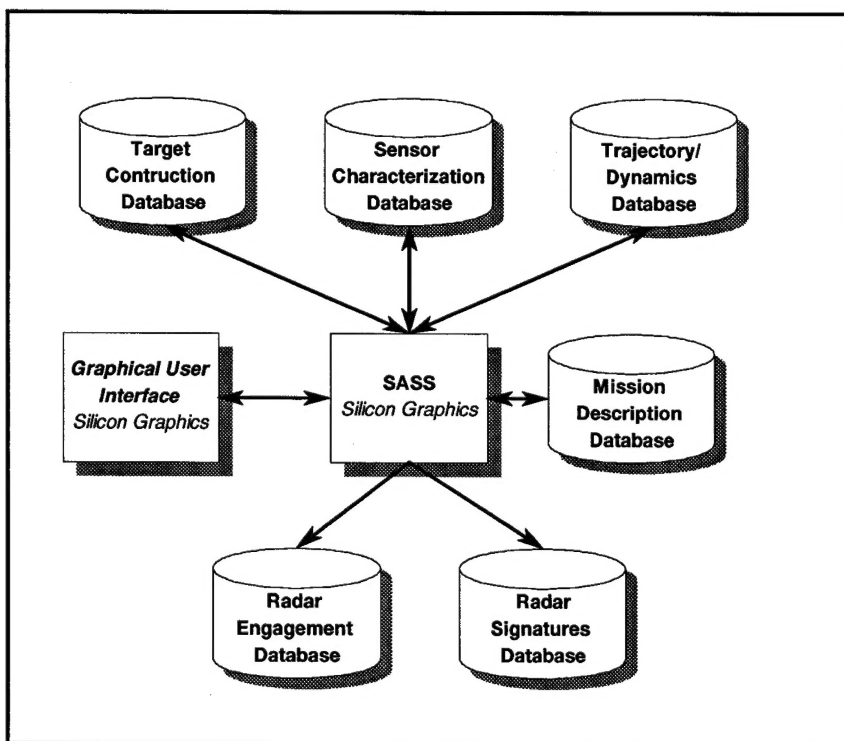 Target
Contruction
Database
Sensor
Characterization
Database
Trajectory/
Dynamics
Database
Graphical User
Interface
Silicon Graphics
SASS
Silicon Graphics
Mission
Description
Database
Radar
Engagement
Database
Radar
Signatures
Database